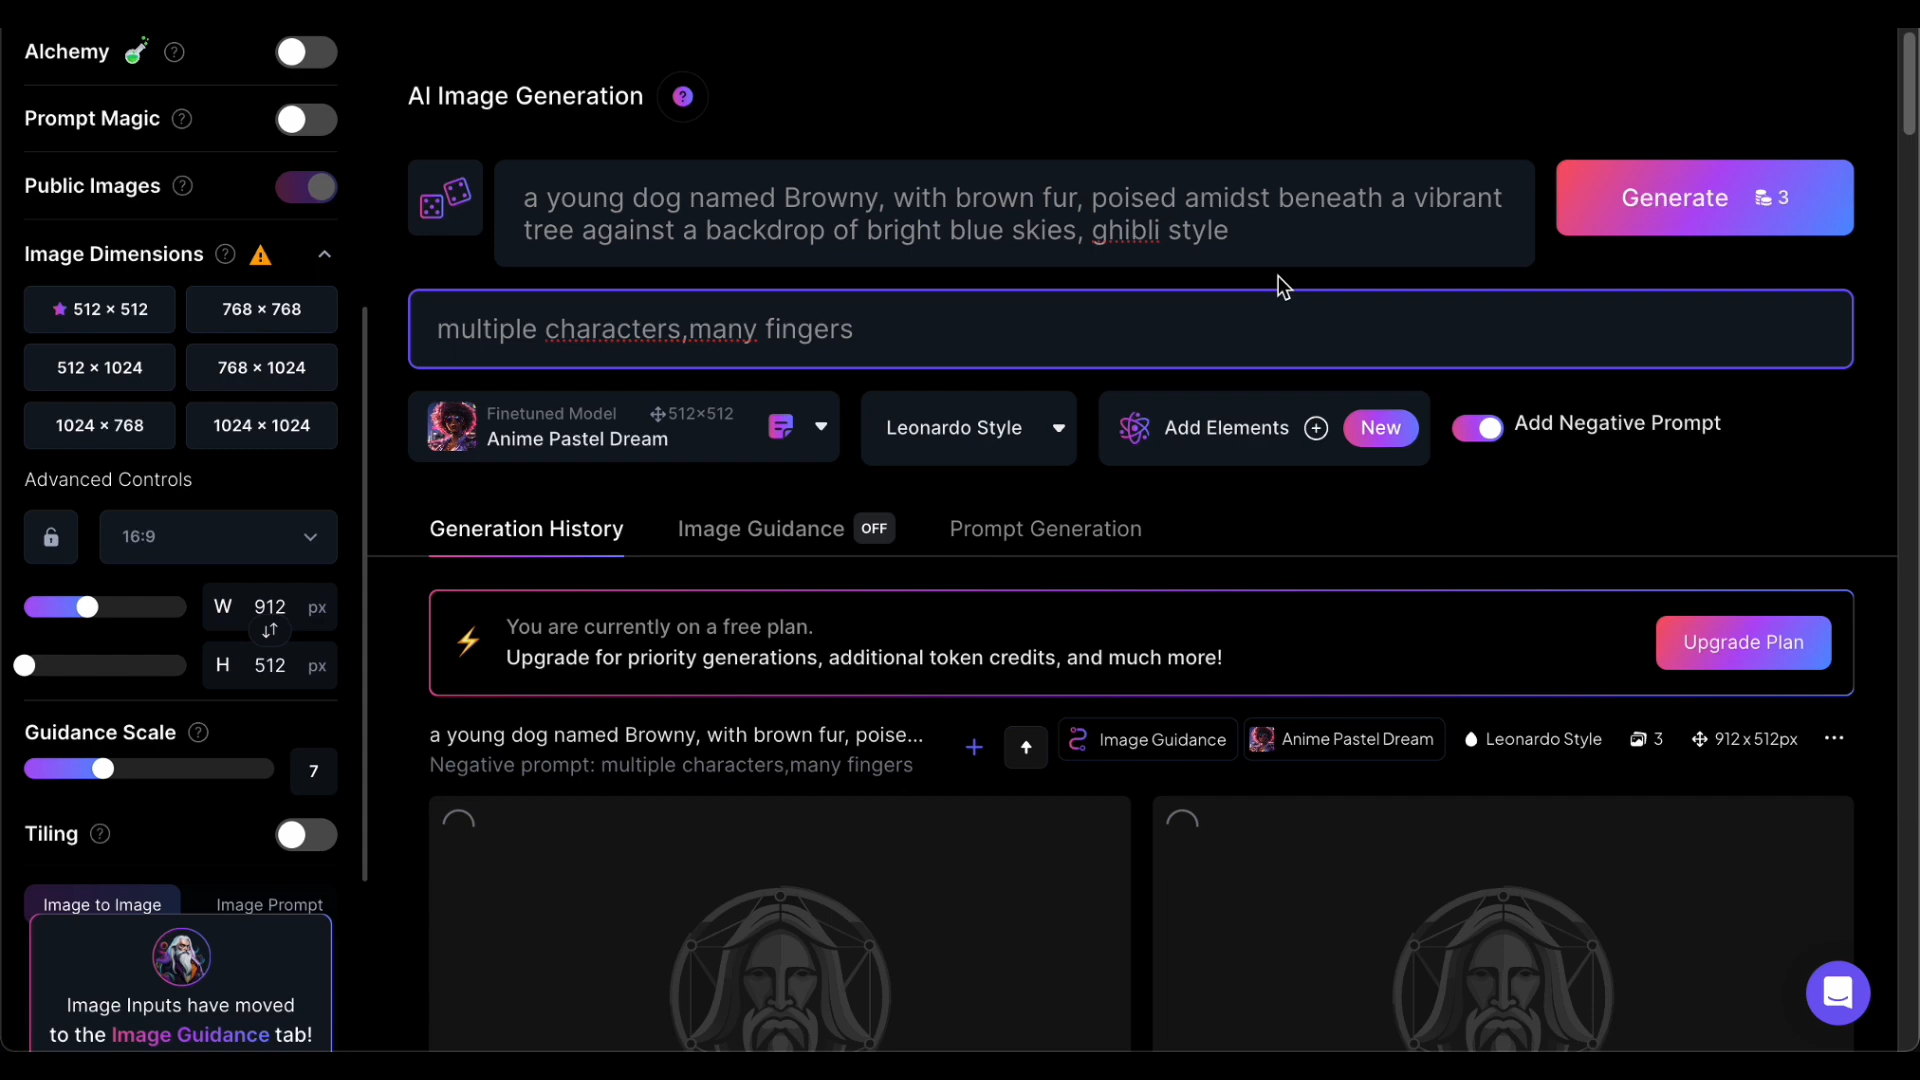 Alchemy
Prompt Magic
Public Images
Image Dimensions
512 × 512
768 × 768
512 × 1024
768 × 1024
1024 × 768
1024 × 1024
Advanced Controls
16:9
W 912 px
H 512 px
Guidance Scale
7
Tiling
Image to Image
Image Prompt
Image Inputs have moved
to the Image Guidance tab!
AI Image Generation ?
a young dog named Browny, with brown fur, poised amidst beneath a vibrant
tree against a backdrop of bright blue skies, ghibli style
Generate 3
multiple characters,many fingers
Finetuned Model 512×512
Anime Pastel Dream
Leonardo Style
Add Elements New
Add Negative Prompt
Generation History
Image Guidance OFF
Prompt Generation
You are currently on a free plan.
Upgrade for priority generations, additional token credits, and much more!
Upgrade Plan
a young dog named Browny, with brown fur, poise...
Negative prompt: multiple characters,many fingers
Image Guidance
Anime Pastel Dream
Leonardo Style
3
912 x 512px